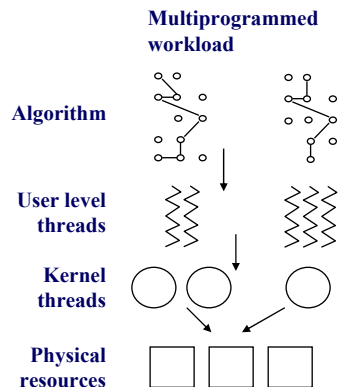 Multiprogrammed
workload
Algorithm
User level
threads
Kernel
threads
Physical
resources